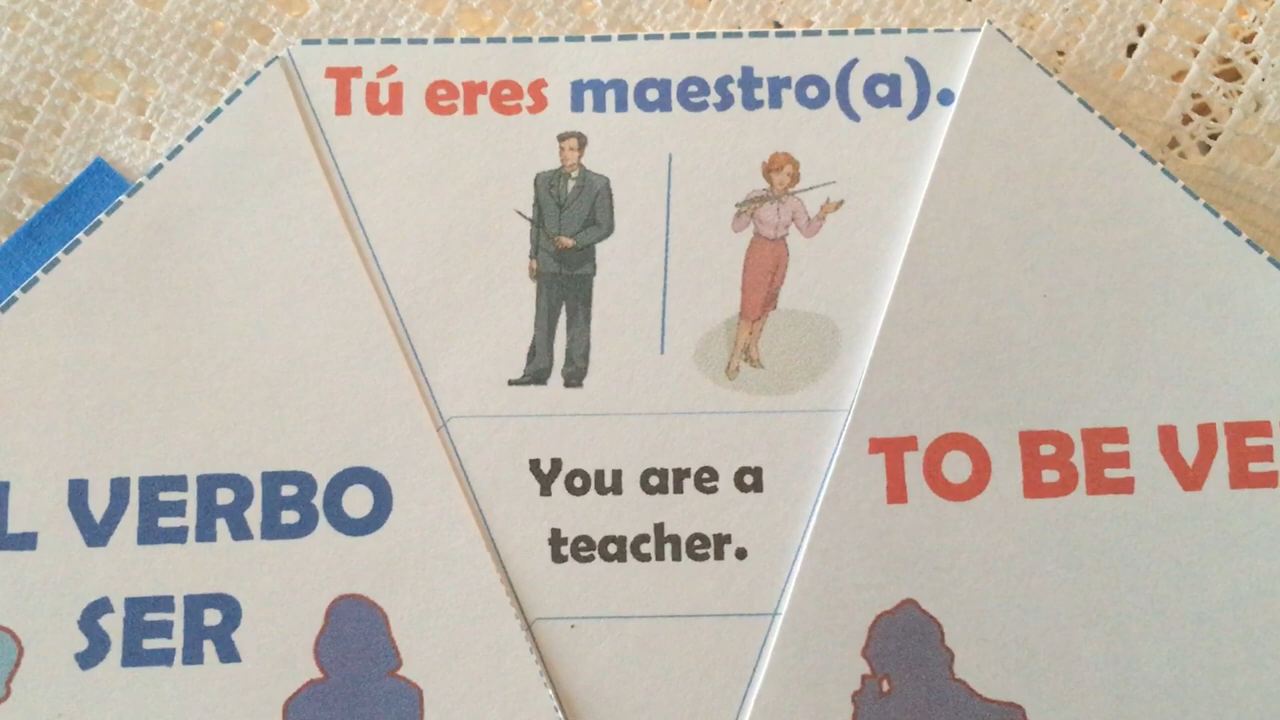 Tú eres maestro(a).
You are a
teacher.
L VERBO
SER
TO BE VE